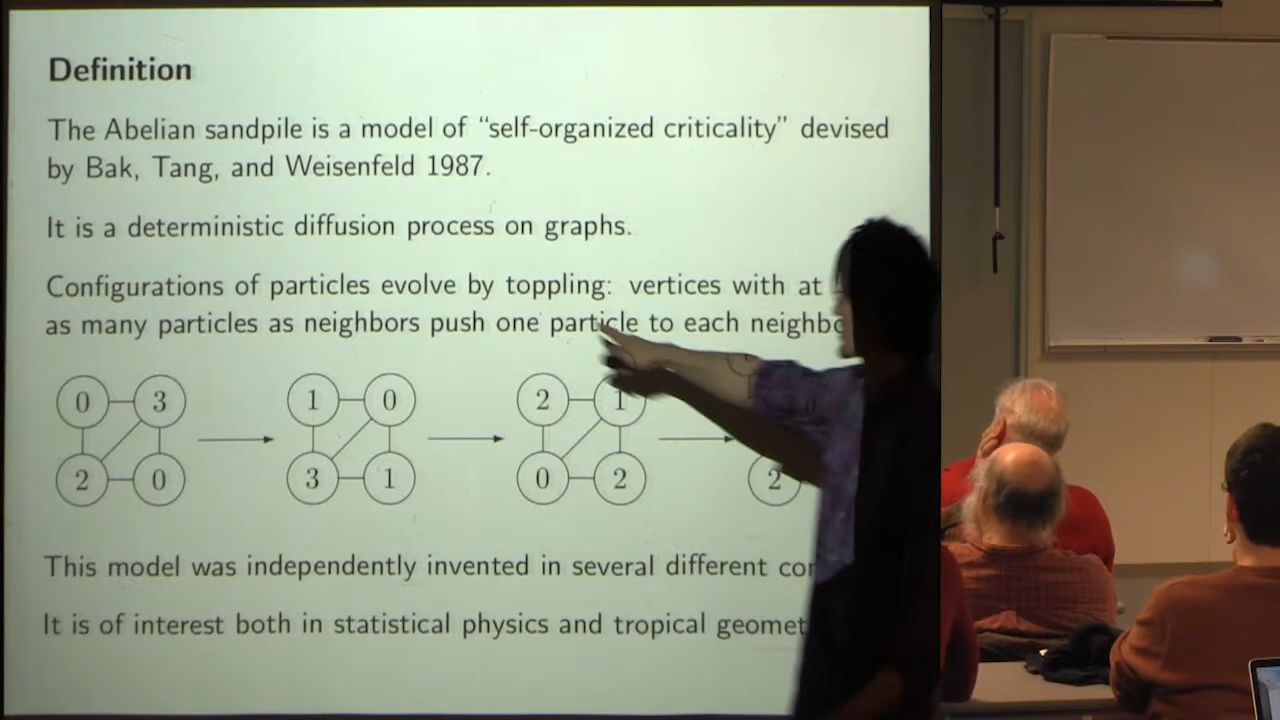 Definition
The Abelian sandpile is a model of “self-organized criticality” devised
by Bak, Tang, and Weisenfeld 1987.
It is a deterministic diffusion process on graphs.
Configurations of particles evolve by toppling: vertices with at
as many particles as neighbors push one particle to each
0 3 1 0 2 1
2 0 3 1 0 2 2
This model was independently invented in several different
It is of interest both in statistical physics and tropical